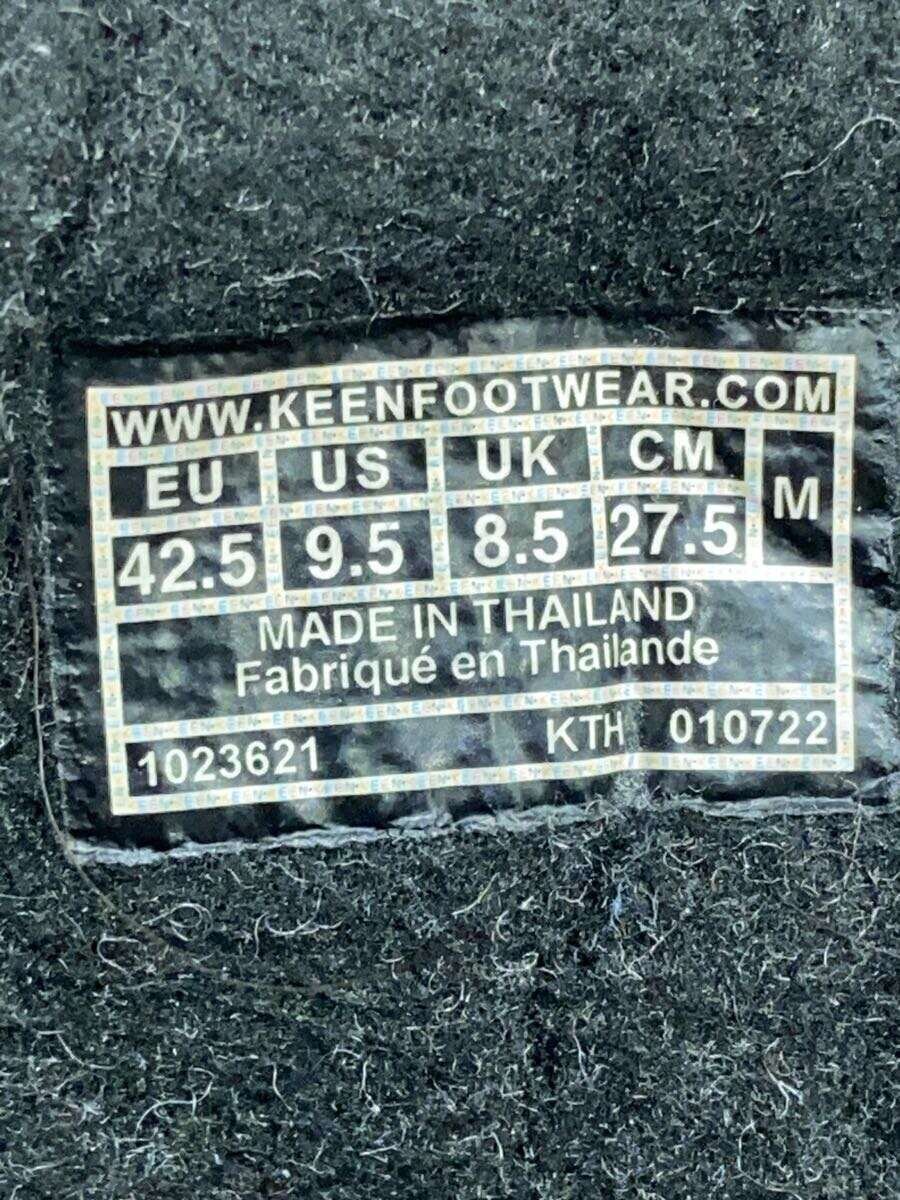 WWW.KEENFOOTWEAR.COM
EU US UK CM M
42.5 9.5 8.5 27.5
MADE IN THAILAND
Fabriqué en Thailande
1023621 KTH 010722